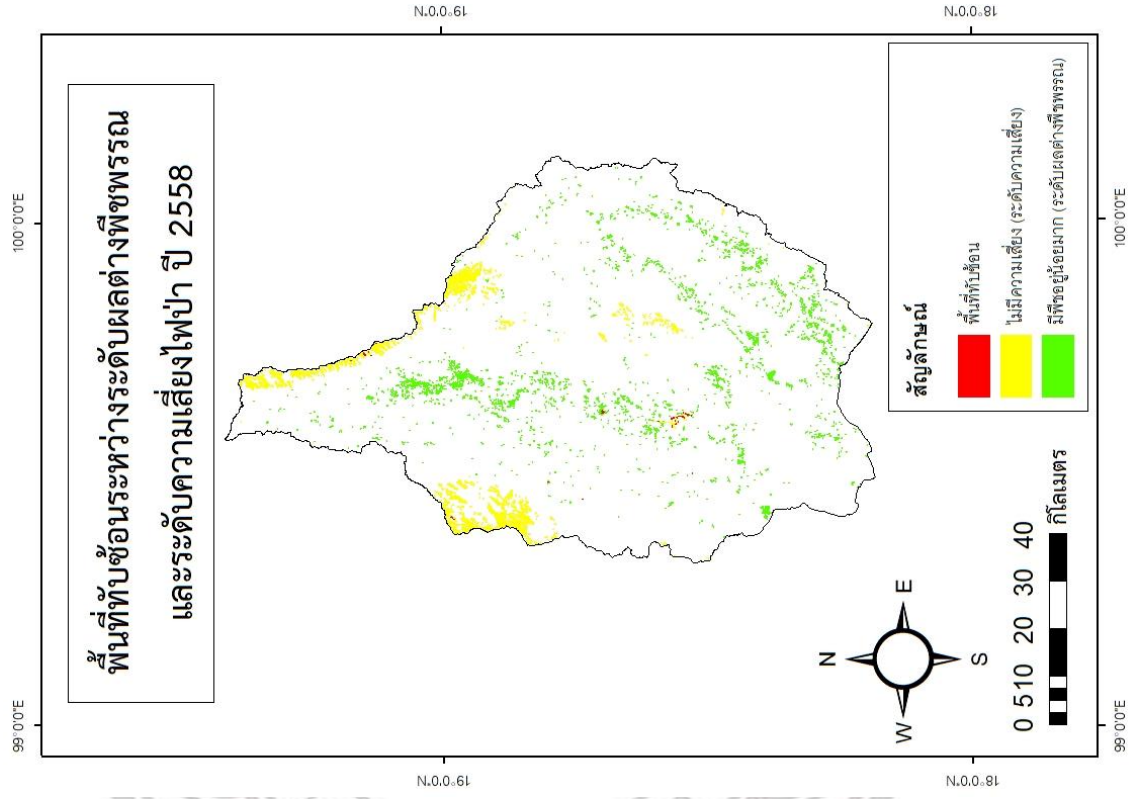 พื้นที่ทับซ้อนระหว่างระดับผลต่างพืชพรรณ
และระดับความเสี่ยงไฟป่า ปี 2558
99°0'0"E
100°0'0"E
19°0'0"N
19°0'0"N
18°0'0"N
18°0'0"N
99°0'0"E
100°0'0"E
N
W
E
S
0 5 10 20 30 40
กิโลเมตร
สัญลักษณ์
พื้นที่ทับซ้อน
ไม่มีความเสี่ยง (ระดับความเสี่ยง)
มีพืชอยู่น้อยมาก (ระดับผลต่างพืชพรรณ)